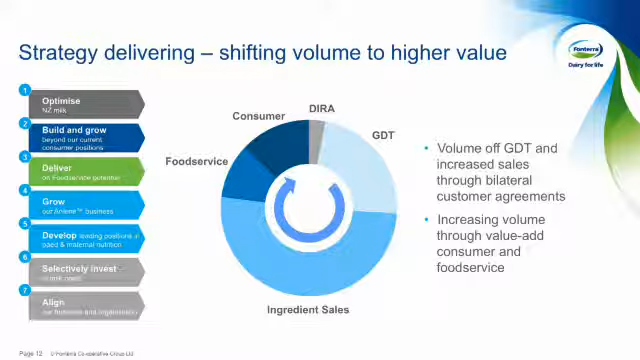 Strategy delivering – shifting volume to higher value
Fonterra
Dairy for life
1
Optimise
NZ milk
2
Build and grow
beyond our current
consumer positions
3
Deliver
on Foodservice potential
4
Grow
our Anlene™ business
5
Develop leading positions in
paed & maternal nutrition
6
Selectively invest
in milk pools
7
Align
our business and organisation
Consumer
DIRA
GDT
Foodservice
Ingredient Sales
• Volume off GDT and
increased sales
through bilateral
customer agreements
• Increasing volume
through value-add
consumer and
foodservice
Page 12 © Fonterra Co-operative Group Ltd